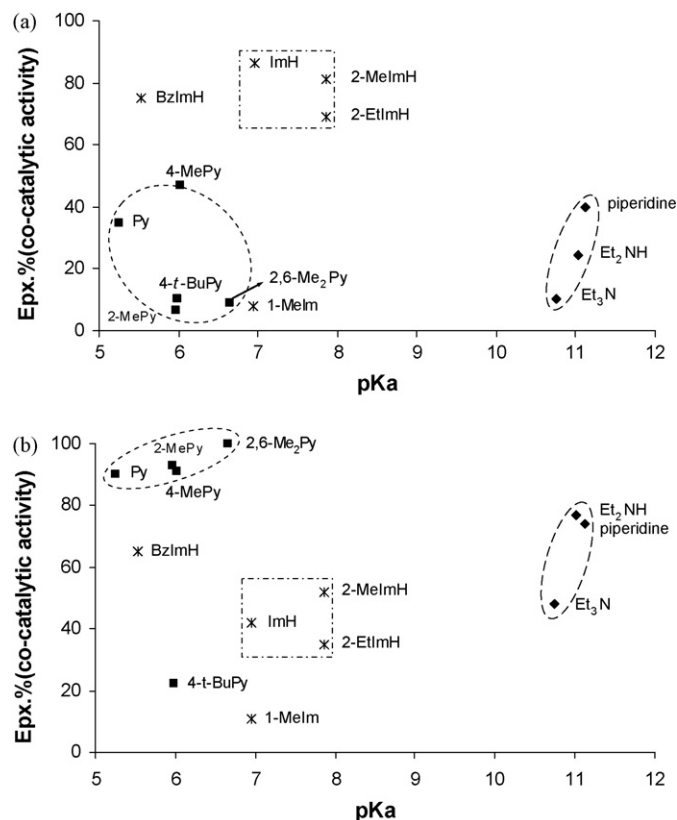 (a)
Epx.%(co-catalytic activity)
100
80
60
40
20
0
BzImH
ImH
2-MeImH
2-EtImH
4-MePy
Py
4-t-BuPy
2-MePy
2,6-Me₂Py
1-MeIm
piperidine
Et₂NH
Et₃N
5 6 7 8 9 10 11 12
pKa
(b)
Epx.%(co-catalytic activity)
100
80
60
40
20
0
2-MePy
2,6-Me₂Py
Py
4-MePy
BzImH
2-MeImH
ImH
2-EtImH
4-t-BuPy
1-MeIm
Et₂NH
piperidine
Et₃N
5 6 7 8 9 10 11 12
pKa